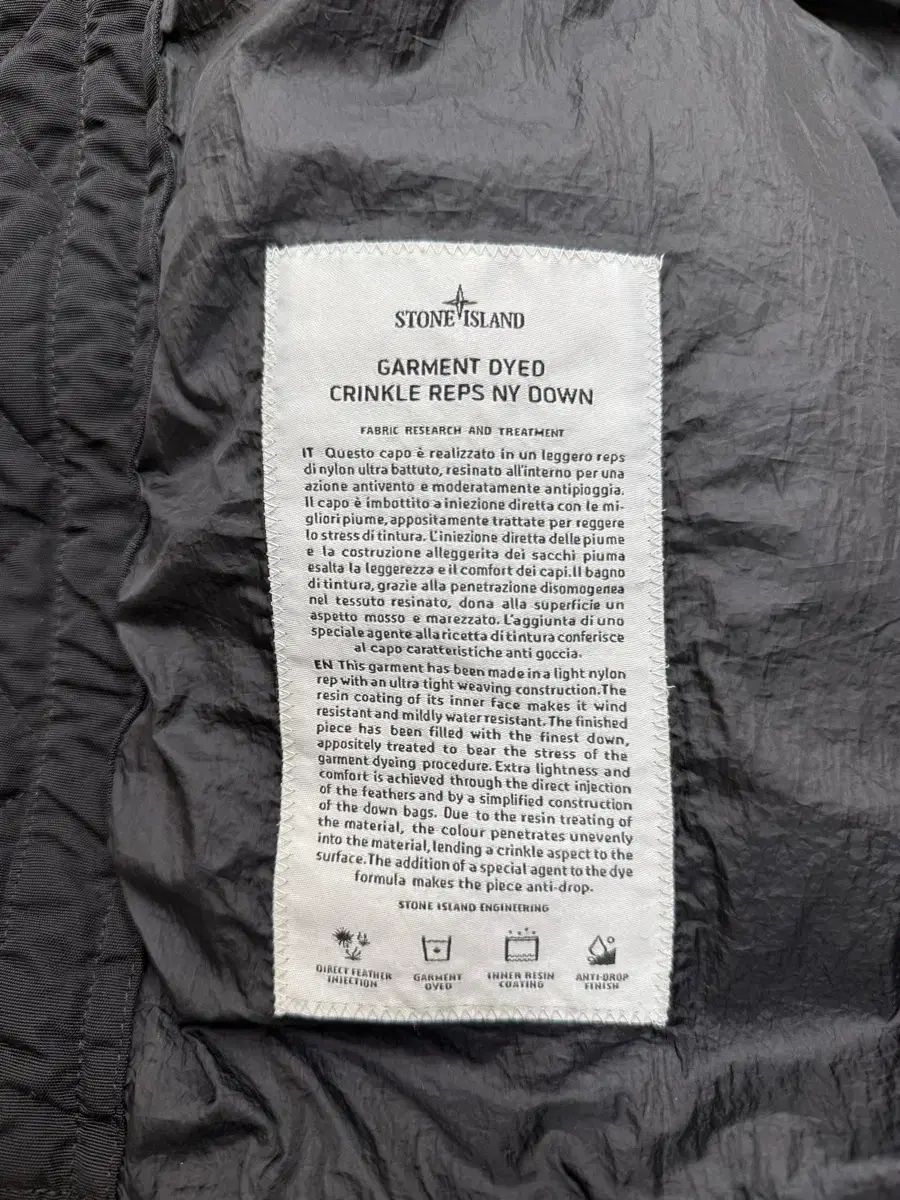 STONE ISLAND
GARMENT DYED
CRINKLE REPS NY DOWN
FABRIC RESEARCH AND TREATMENT
IT Questo capo è realizzato in un leggero reps
di nylon ultra battuto, resinato all'interno per una
azione antivento e moderatamente antipioggia.
Il capo è imbottito a iniezione diretta con le mi-
gliori piume, appositamente trattate per reggere
lo stress di tintura. L'iniezione diretta delle piume
e la costruzione alleggerita dei sacchi piuma
esalta la leggerezza e il comfort dei capi. Il bagno
di tintura, grazie alla penetrazione disomogenea
nel tessuto resinato, dona alla superficie un
aspetto mosso e marezzato. L'aggiunta di uno
speciale agente alla ricetta di tintura conferisce
al capo caratteristiche anti goccia.
EN This garment has been made in a light nylon
rep with an ultra tight weaving construction. The
resin coating of its inner face makes it wind
resistant and mildly water resistant. The finished
piece has been filled with the finest down,
appositely treated to bear the stress of the
garment dyeing procedure. Extra lightness and
comfort is achieved through the direct injection
of the feathers and by a simplified construction
of the down bags. Due to the resin treating of
the material, the colour penetrates unevenly
into the material, lending a crinkle aspect to the
surface. The addition of a special agent to the dye
formula makes the piece anti-drop.
STONE ISLAND ENGINEERING
DIRECT FEATHER
INJECTION
GARMENT
DYED
INNER RESIN
COATING
ANTI-DROP
FINISH